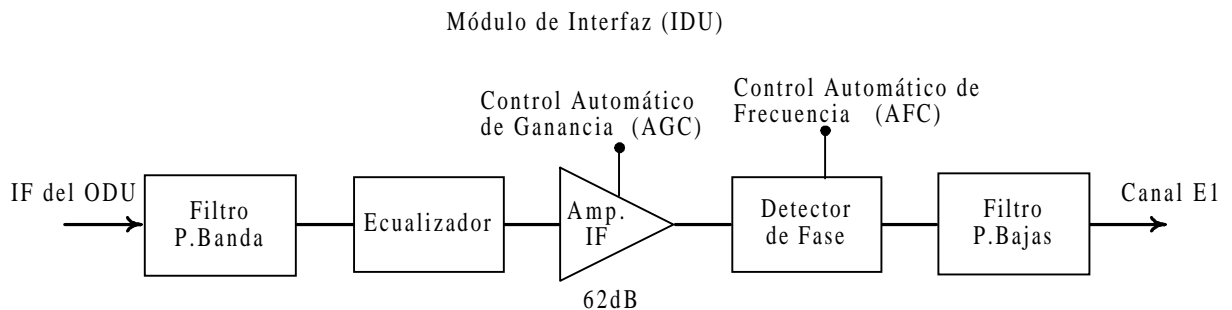 Módulo de Interfaz (IDU)
Control Automático
de Ganancia (AGC)
Control Automático de
Frecuencia (AFC)
IF del ODU
Filtro
P.Banda
Ecualizador
Amp.
IF
Detector
de Fase
Filtro
P.Bajas
Canal E1
62dB